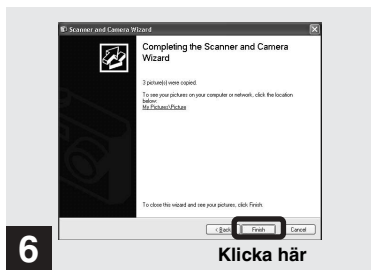 Scanner and Camera Wizard
Completing the Scanner and Camera
Wizard
3 picture(s) were copied.
To see your pictures on your computer or network, click the location
below:
My Pictures\Picture
To close this wizard and see your pictures, click Finish.
< Back
Finish
Cancel
6
Klicka här